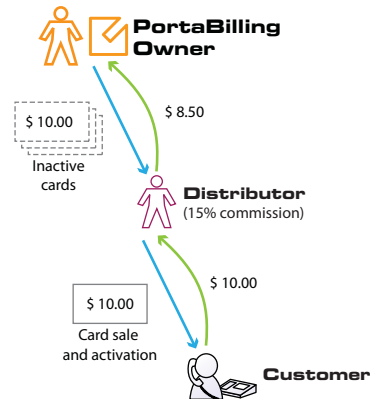 PortaBilling
Owner
$ 10.00
$ 8.50
Inactive
cards
Distributor
(15% commission)
$ 10.00
$ 10.00
Card sale
and activation
Customer